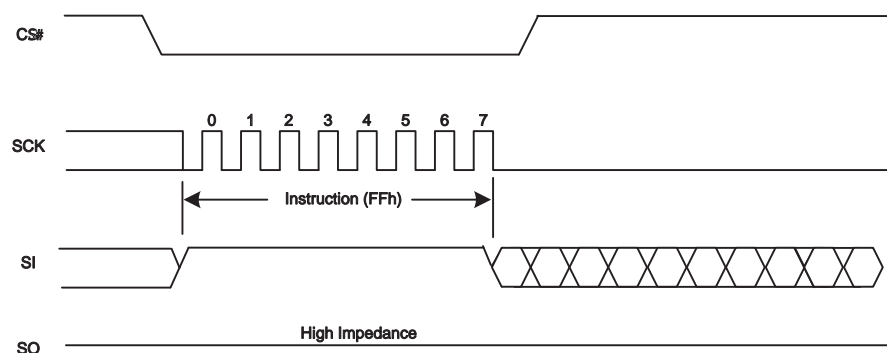 CS#
0 1 2 3 4 5 6 7
SCK
Instruction (FFh)
SI
High Impedance
SO